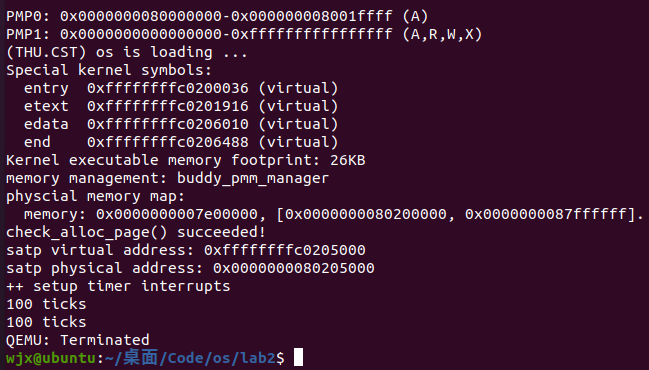 PMP0: 0x0000000080000000-0x000000008001ffff (A)
PMP1: 0x0000000000000000-0xffffffffffffffff (A,R,W,X)
(THU.CST) os is loading ...
Special kernel symbols:
  entry  0xffffffffc0200036 (virtual)
  etext  0xffffffffc0201916 (virtual)
  edata  0xffffffffc0206010 (virtual)
  end    0xffffffffc0206488 (virtual)
Kernel executable memory footprint: 26KB
memory management: buddy_pmm_manager
physcial memory map:
  memory: 0x0000000007e00000, [0x0000000080200000, 0x0000000087ffffff].
check_alloc_page() succeeded!
satp virtual address: 0xffffffffc0205000
satp physical address: 0x0000000080205000
++ setup timer interrupts
100 ticks
100 ticks
QEMU: Terminated
wjx@ubuntu:~/桌面/Code/os/lab2$